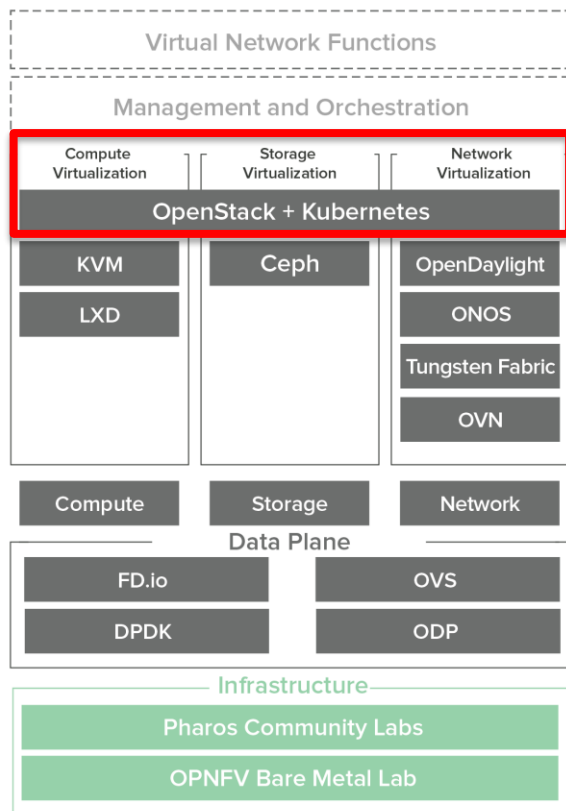 Virtual Network Functions
Management and Orchestration
Compute
Virtualization
Storage
Virtualization
Network
Virtualization
OpenStack + Kubernetes
KVM
Ceph
OpenDaylight
LXD
ONOS
Tungsten Fabric
OVN
Compute
Storage
Network
Data Plane
FD.io
OVS
DPDK
ODP
Infrastructure
Pharos Community Labs
OPNFV Bare Metal Lab